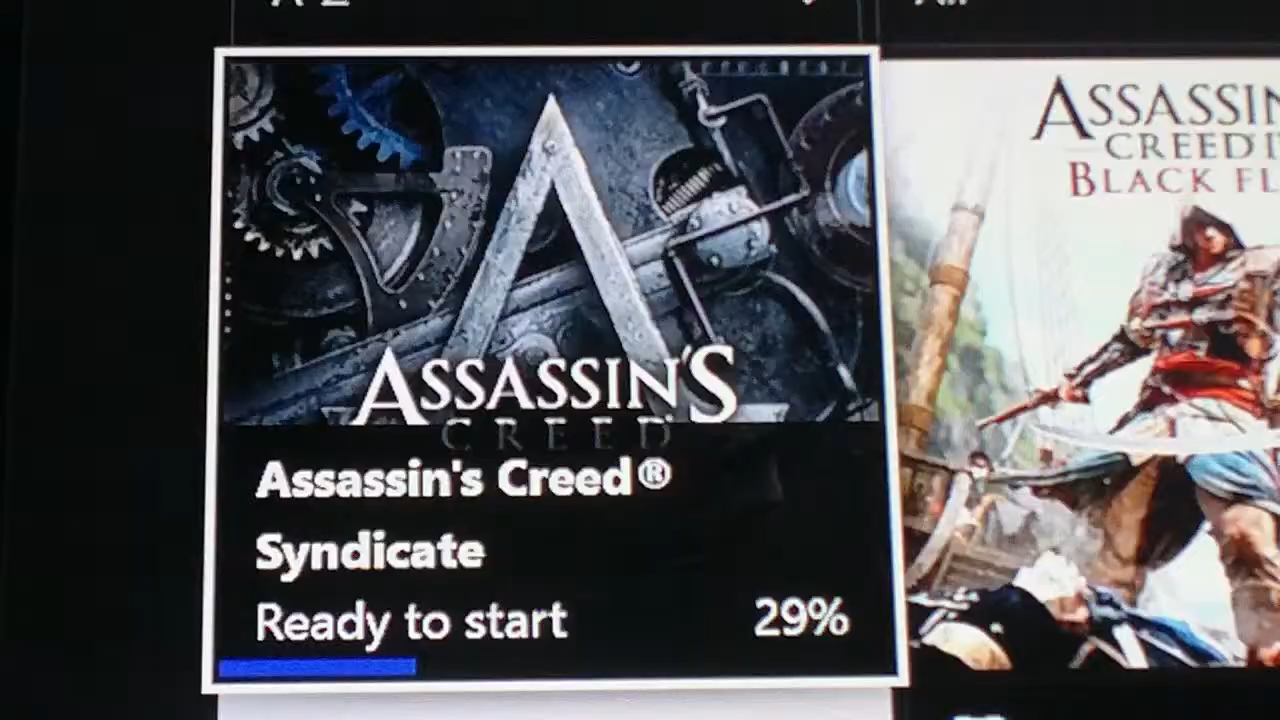 ASSASSIN'S
CREED
Assassin's Creed®
Syndicate
Ready to start
29%
ASSASSIN
CREED
BLACK FL